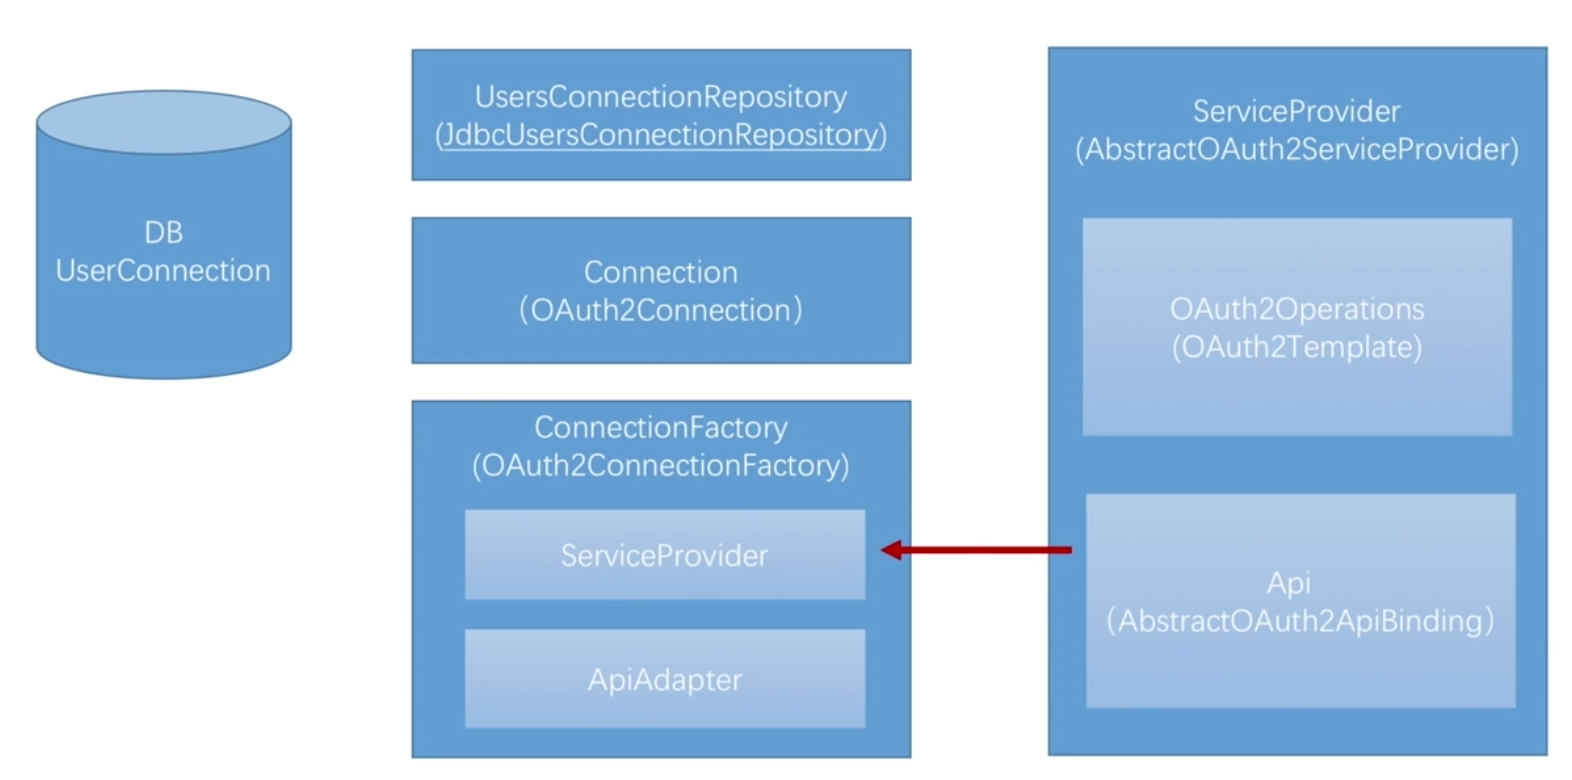 DB
UserConnection
UsersConnectionRepository
(JdbcUsersConnectionRepository)
Connection
（OAuth2Connection）
ConnectionFactory
(OAuth2ConnectionFactory)
ServiceProvider
ApiAdapter
ServiceProvider
(AbstractOAuth2ServiceProvider)
OAuth2Operations
(OAuth2Template)
Api
（AbstractOAuth2ApiBinding）